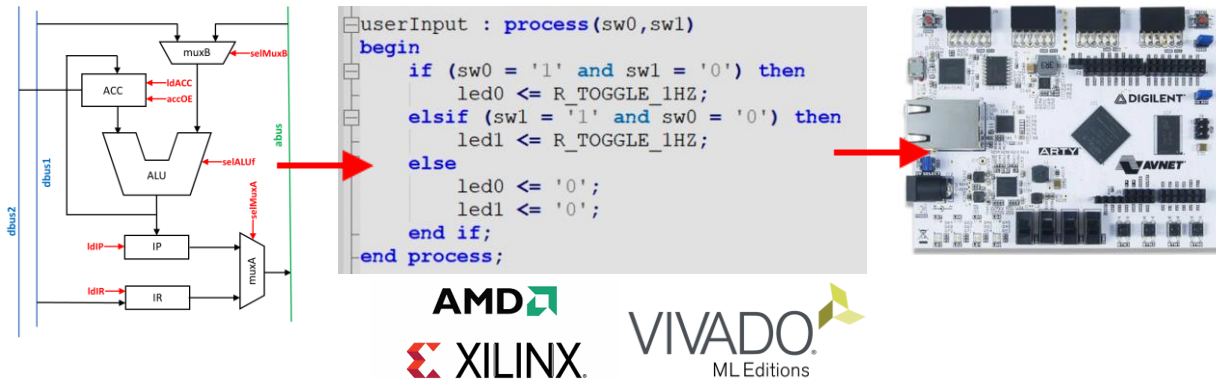 muxB
selMuxB
ACC
ldACC
accOE
ALU
selALUf
abus
dbus1
dbus2
selMuxA
ldIP
IP
muxA
ldIR
IR
userInput : process(sw0,sw1)
begin
if (sw0 = '1' and sw1 = '0') then
led0 <= R_TOGGLE_1HZ;
elsif (sw1 = '1' and sw0 = '0') then
led1 <= R_TOGGLE_1HZ;
else
led0 <= '0';
led1 <= '0';
end if;
end process;
DIGILENT
ARTY
AVNET
AMD
XILINX.
VIVADO.
ML Editions